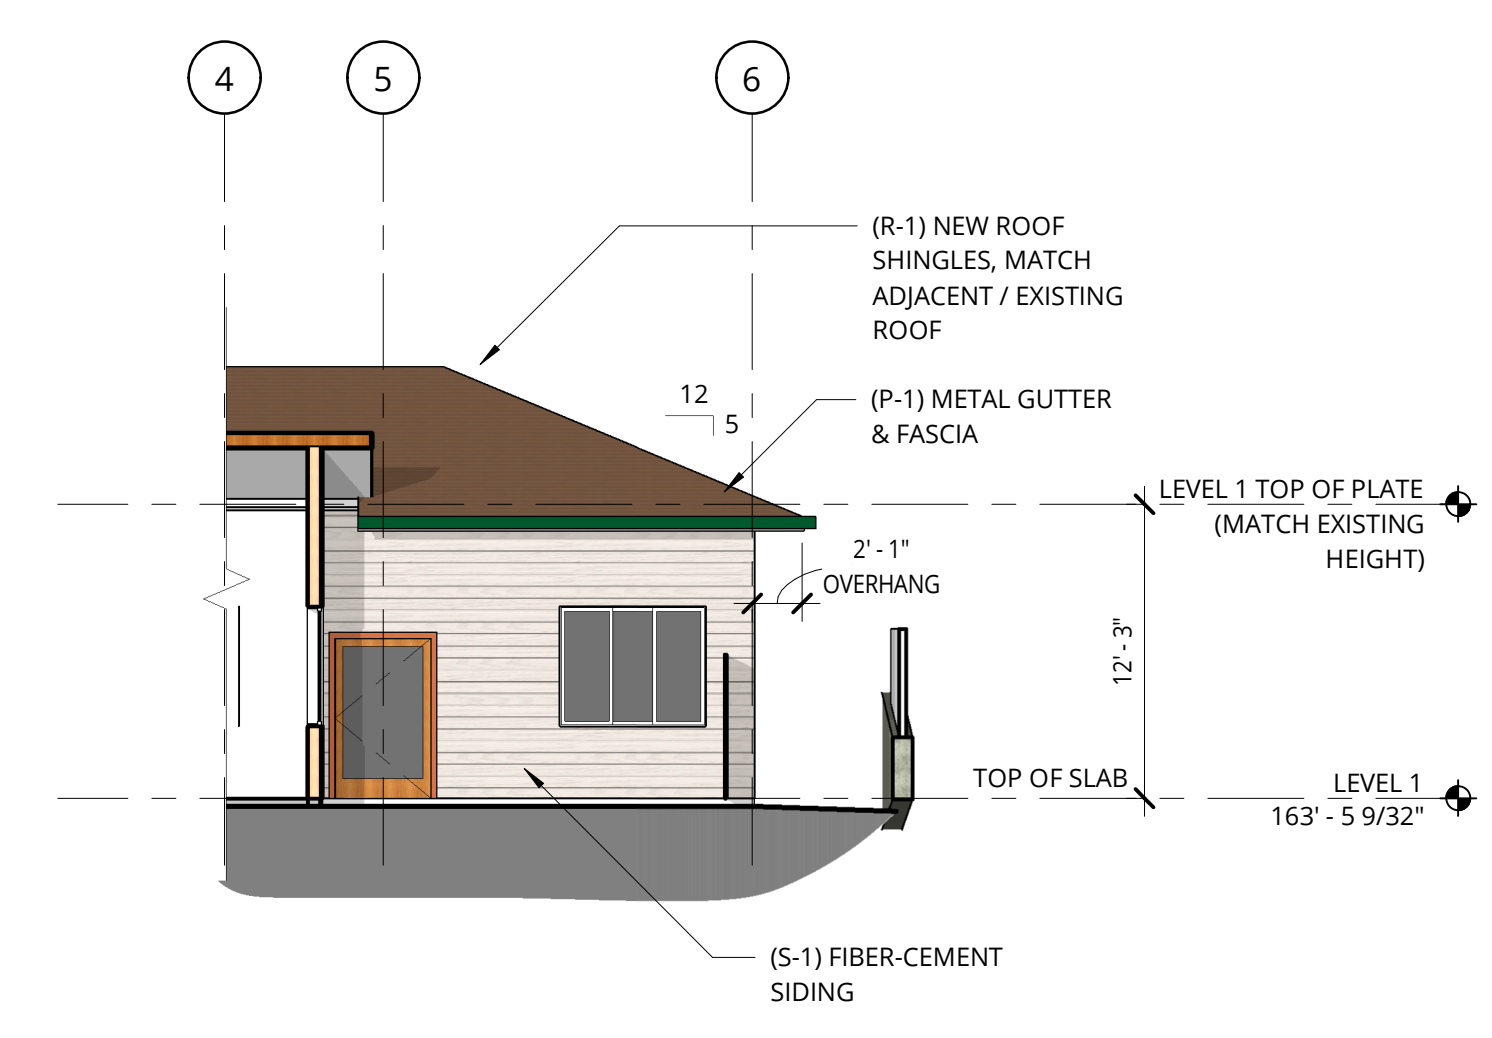 4
5
6
(R-1) NEW ROOF
SHINGLES, MATCH
ADJACENT / EXISTING
ROOF
12
5
(P-1) METAL GUTTER
& FASCIA
LEVEL 1 TOP OF PLATE
(MATCH EXISTING
HEIGHT)
2' - 1"
OVERHANG
12' - 3"
TOP OF SLAB
LEVEL 1
163' - 5 9/32"
(S-1) FIBER-CEMENT
SIDING